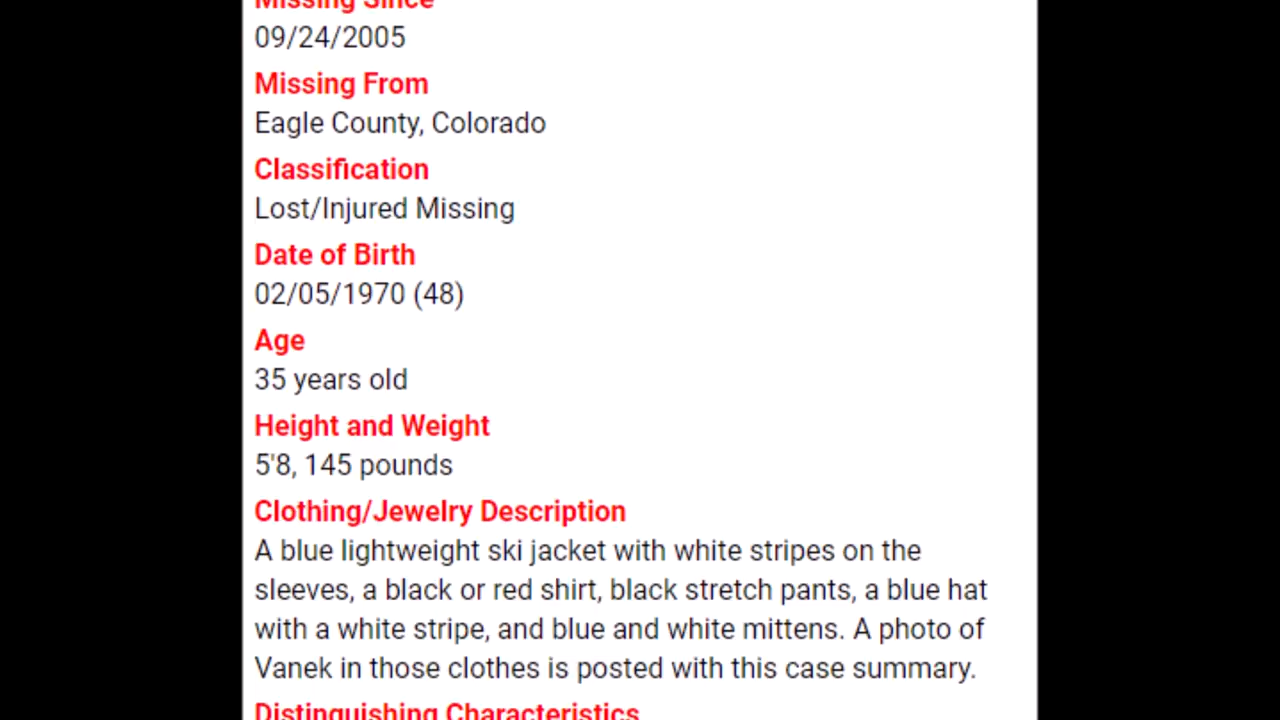 Missing Since
09/24/2005
Missing From
Eagle County, Colorado
Classification
Lost/Injured Missing
Date of Birth
02/05/1970 (48)
Age
35 years old
Height and Weight
5'8, 145 pounds
Clothing/Jewelry Description
A blue lightweight ski jacket with white stripes on the
sleeves, a black or red shirt, black stretch pants, a blue hat
with a white stripe, and blue and white mittens. A photo of
Vanek in those clothes is posted with this case summary.
Distinguishing Characteristics